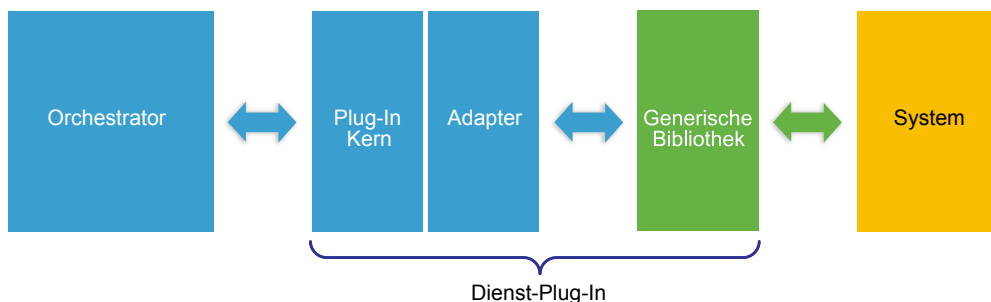 Orchestrator
Plug-In
Kern
Adapter
Generische
Bibliothek
System
Dienst-Plug-In